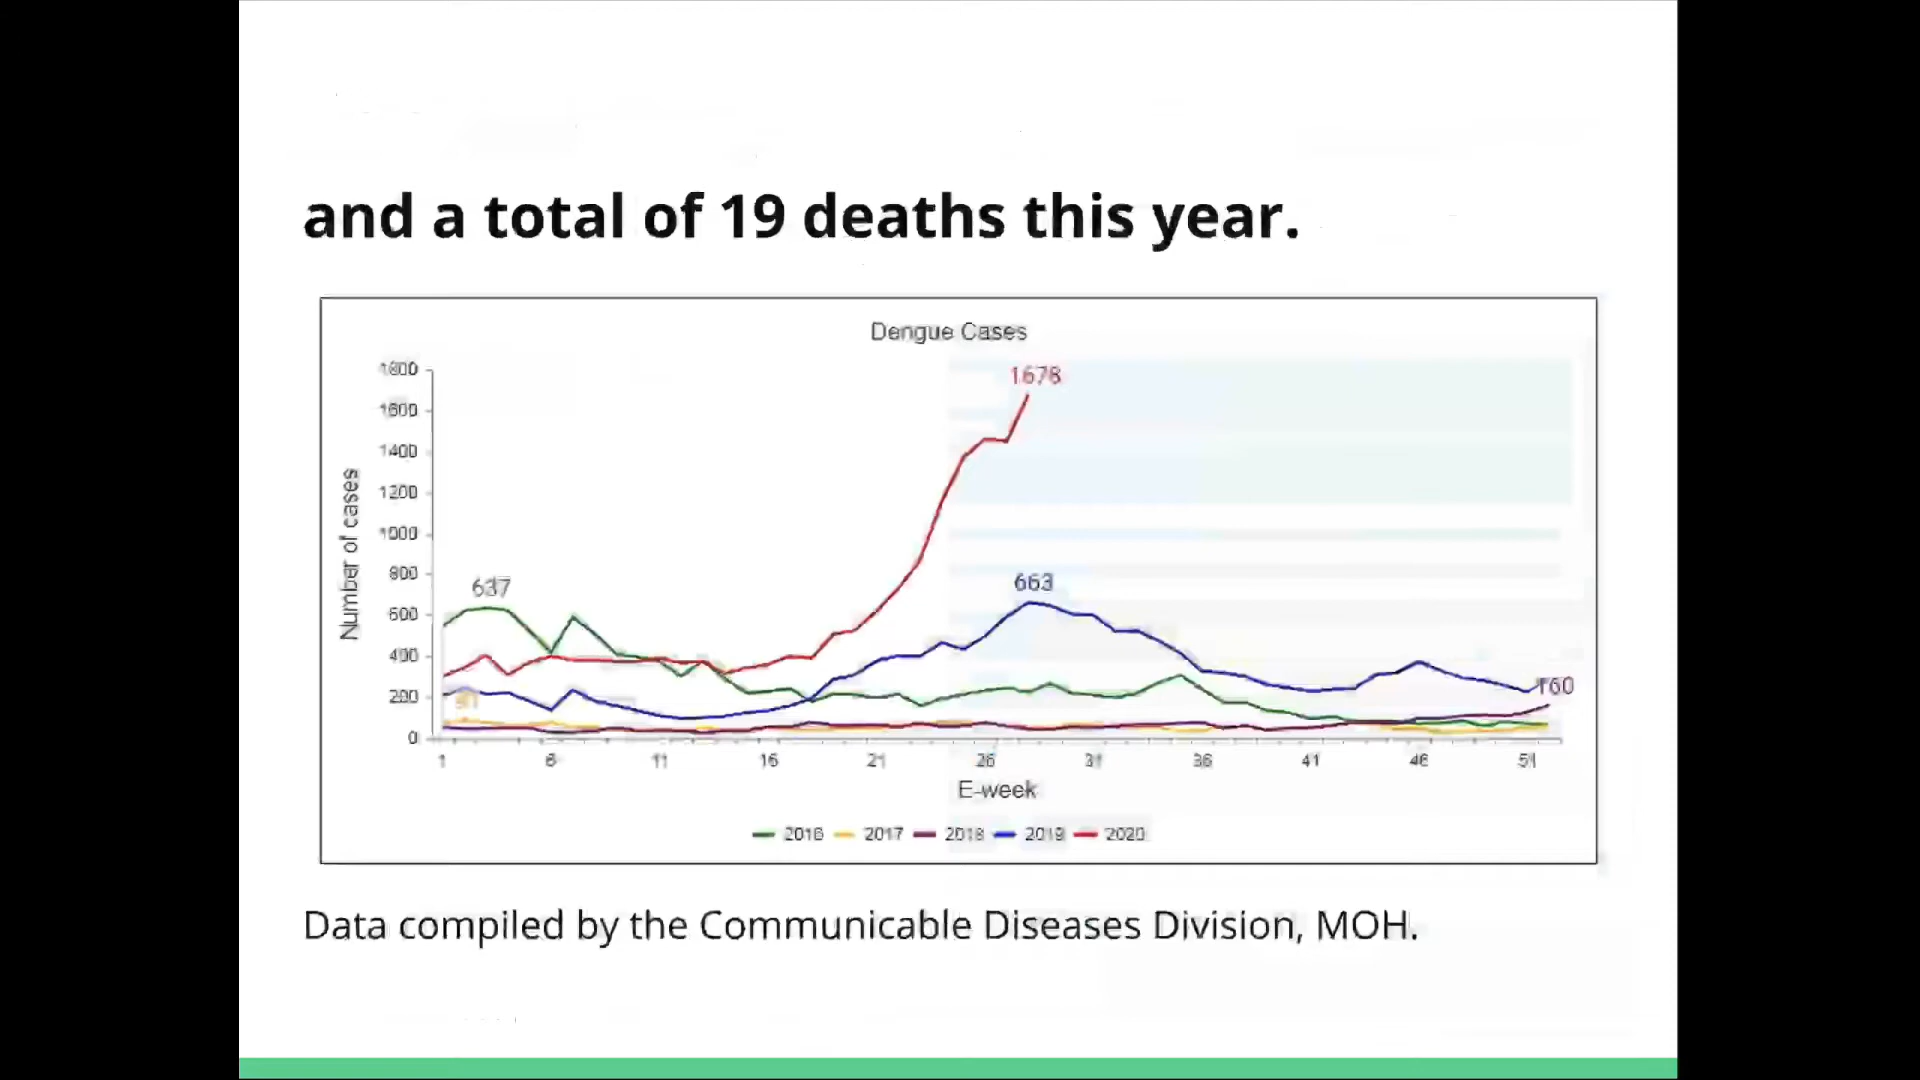 and a total of 19 deaths this year.
Dengue Cases
1800
1600
1400
1200
1000
800
600
400
200
0
Number of cases
637
1678
663
160
1 6 11 16 21 26 31 36 41 46 51
E-week
2016 2017 2018 2019 2020
Data compiled by the Communicable Diseases Division, MOH.